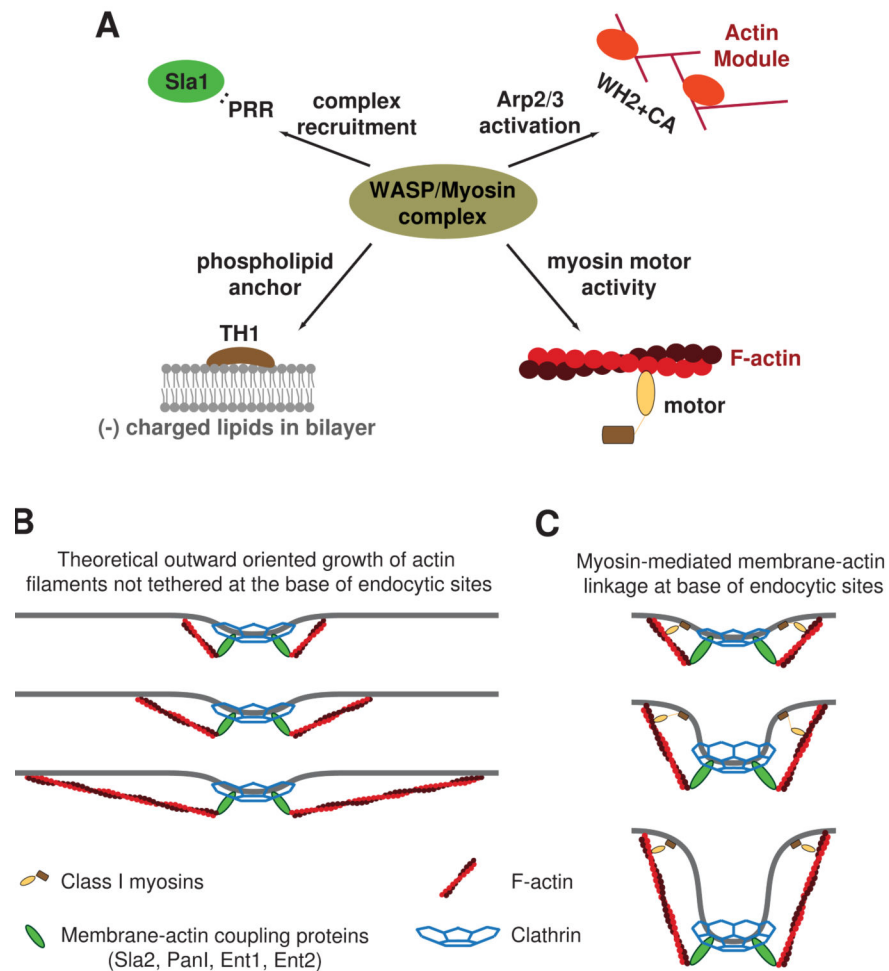 A
Sla1
PRR
complex
recruitment
Arp2/3
activation
WH2+CA
Actin
Module
WASP/Myosin
complex
phospholipid
anchor
TH1
(-) charged lipids in bilayer
myosin motor
activity
F-actin
motor
B
Theoretical outward oriented growth of actin
filaments not tethered at the base of endocytic sites
C
Myosin-mediated membrane-actin
linkage at base of endocytic sites
Class I myosins
F-actin
Membrane-actin coupling proteins
(Sla2, PanI, Ent1, Ent2)
Clathrin